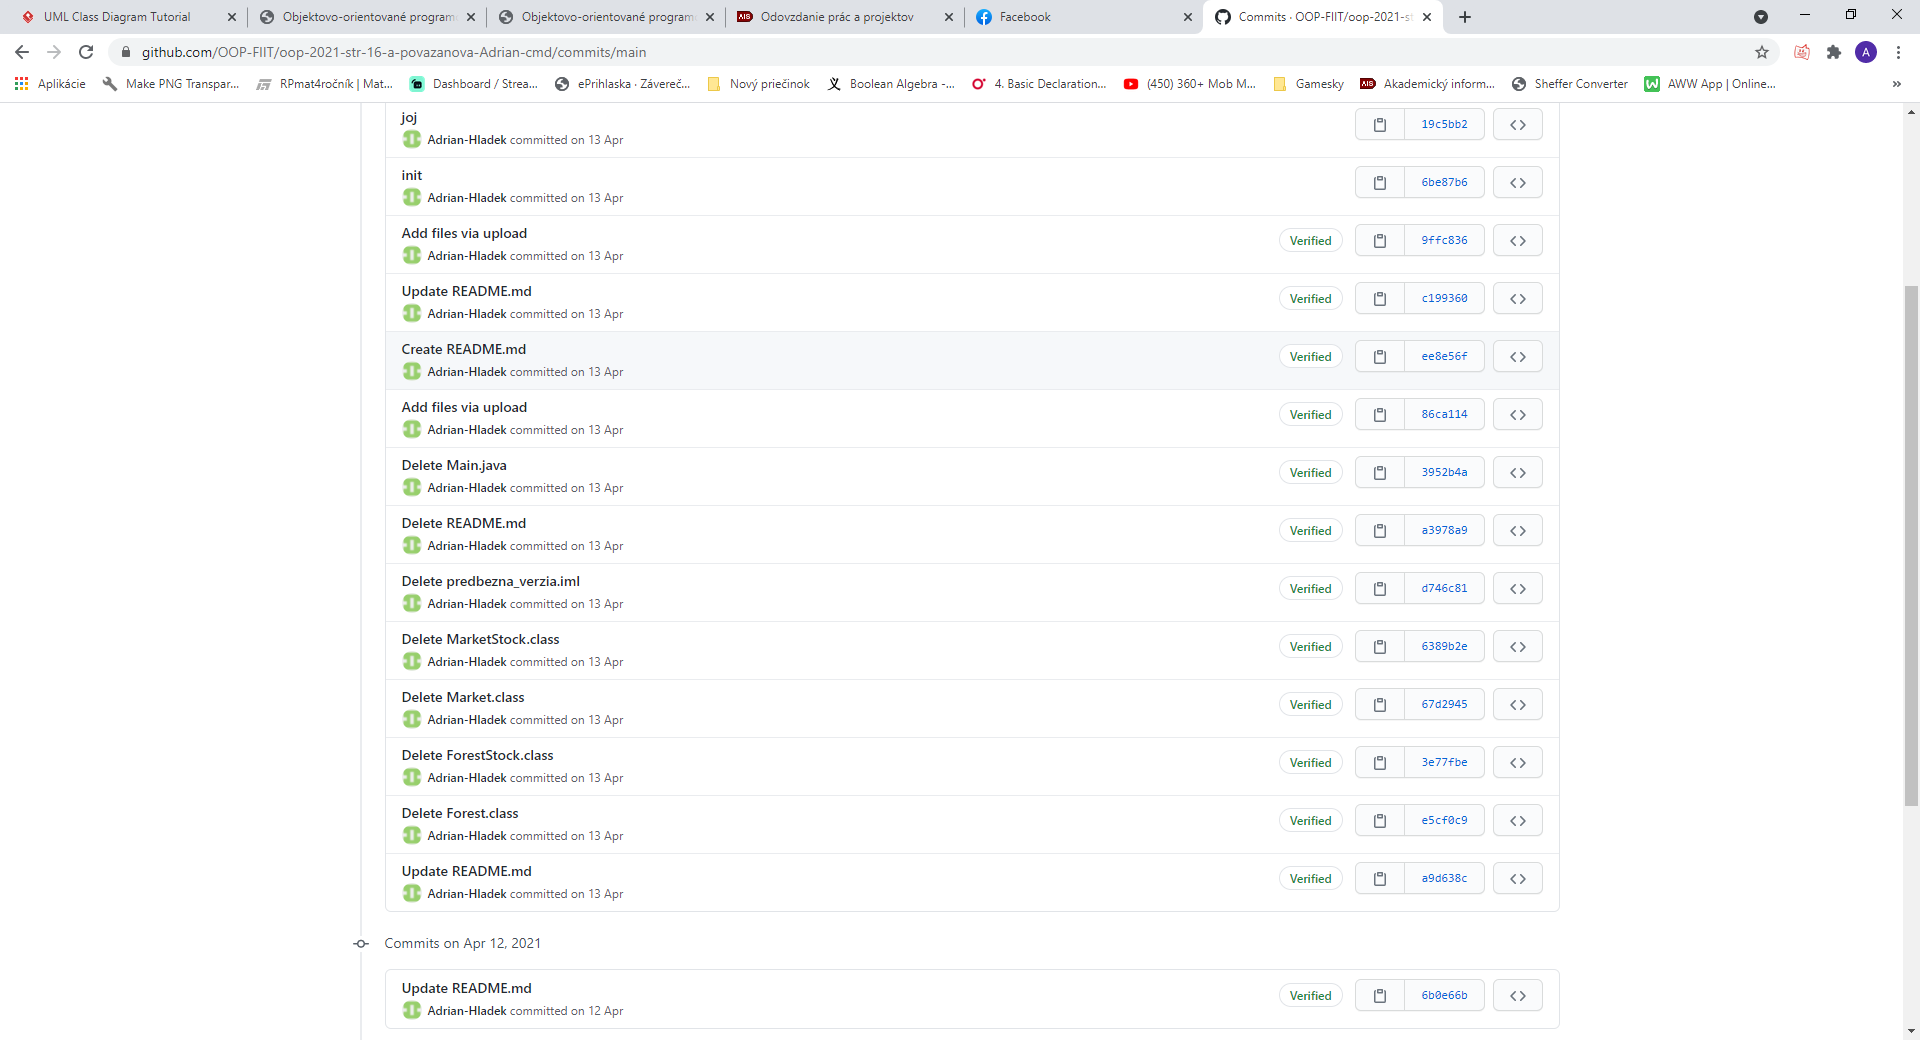 UML Class Diagram Tutorial
Objektovo-orientované program
Objektovo-orientované program
Odovzdanie prác a projektov
Facebook
Commits · OOP-FIIT/oop-2021-st
github.com/OOP-FIIT/oop-2021-str-16-a-povazanova-Adrian-cmd/commits/main
A
Aplikácie
Make PNG Transpar...
RPmat4ročník | Mat...
Dashboard / Strea...
ePrihlaska · Závereč...
Nový priečinok
Boolean Algebra -...
4. Basic Declaration...
(450) 360+ Mob M...
Gamesky
AIS
Akademický inform...
Sheffer Converter
AWW App | Online...
»
joj
Adrian-Hladek committed on 13 Apr
19c5bb2
init
Adrian-Hladek committed on 13 Apr
6be87b6
Add files via upload
Adrian-Hladek committed on 13 Apr
Verified
9ffc836
Update README.md
Adrian-Hladek committed on 13 Apr
Verified
c199360
Create README.md
Adrian-Hladek committed on 13 Apr
Verified
ee8e56f
Add files via upload
Adrian-Hladek committed on 13 Apr
Verified
86ca114
Delete Main.java
Adrian-Hladek committed on 13 Apr
Verified
3952b4a
Delete README.md
Adrian-Hladek committed on 13 Apr
Verified
a3978a9
Delete predbezna_verzia.iml
Adrian-Hladek committed on 13 Apr
Verified
d746c81
Delete MarketStock.class
Adrian-Hladek committed on 13 Apr
Verified
6389b2e
Delete Market.class
Adrian-Hladek committed on 13 Apr
Verified
67d2945
Delete ForestStock.class
Adrian-Hladek committed on 13 Apr
Verified
3e77fbe
Delete Forest.class
Adrian-Hladek committed on 13 Apr
Verified
e5cf0c9
Update README.md
Adrian-Hladek committed on 13 Apr
Verified
a9d638c
Commits on Apr 12, 2021
Update README.md
Adrian-Hladek committed on 12 Apr
Verified
6b0e66b